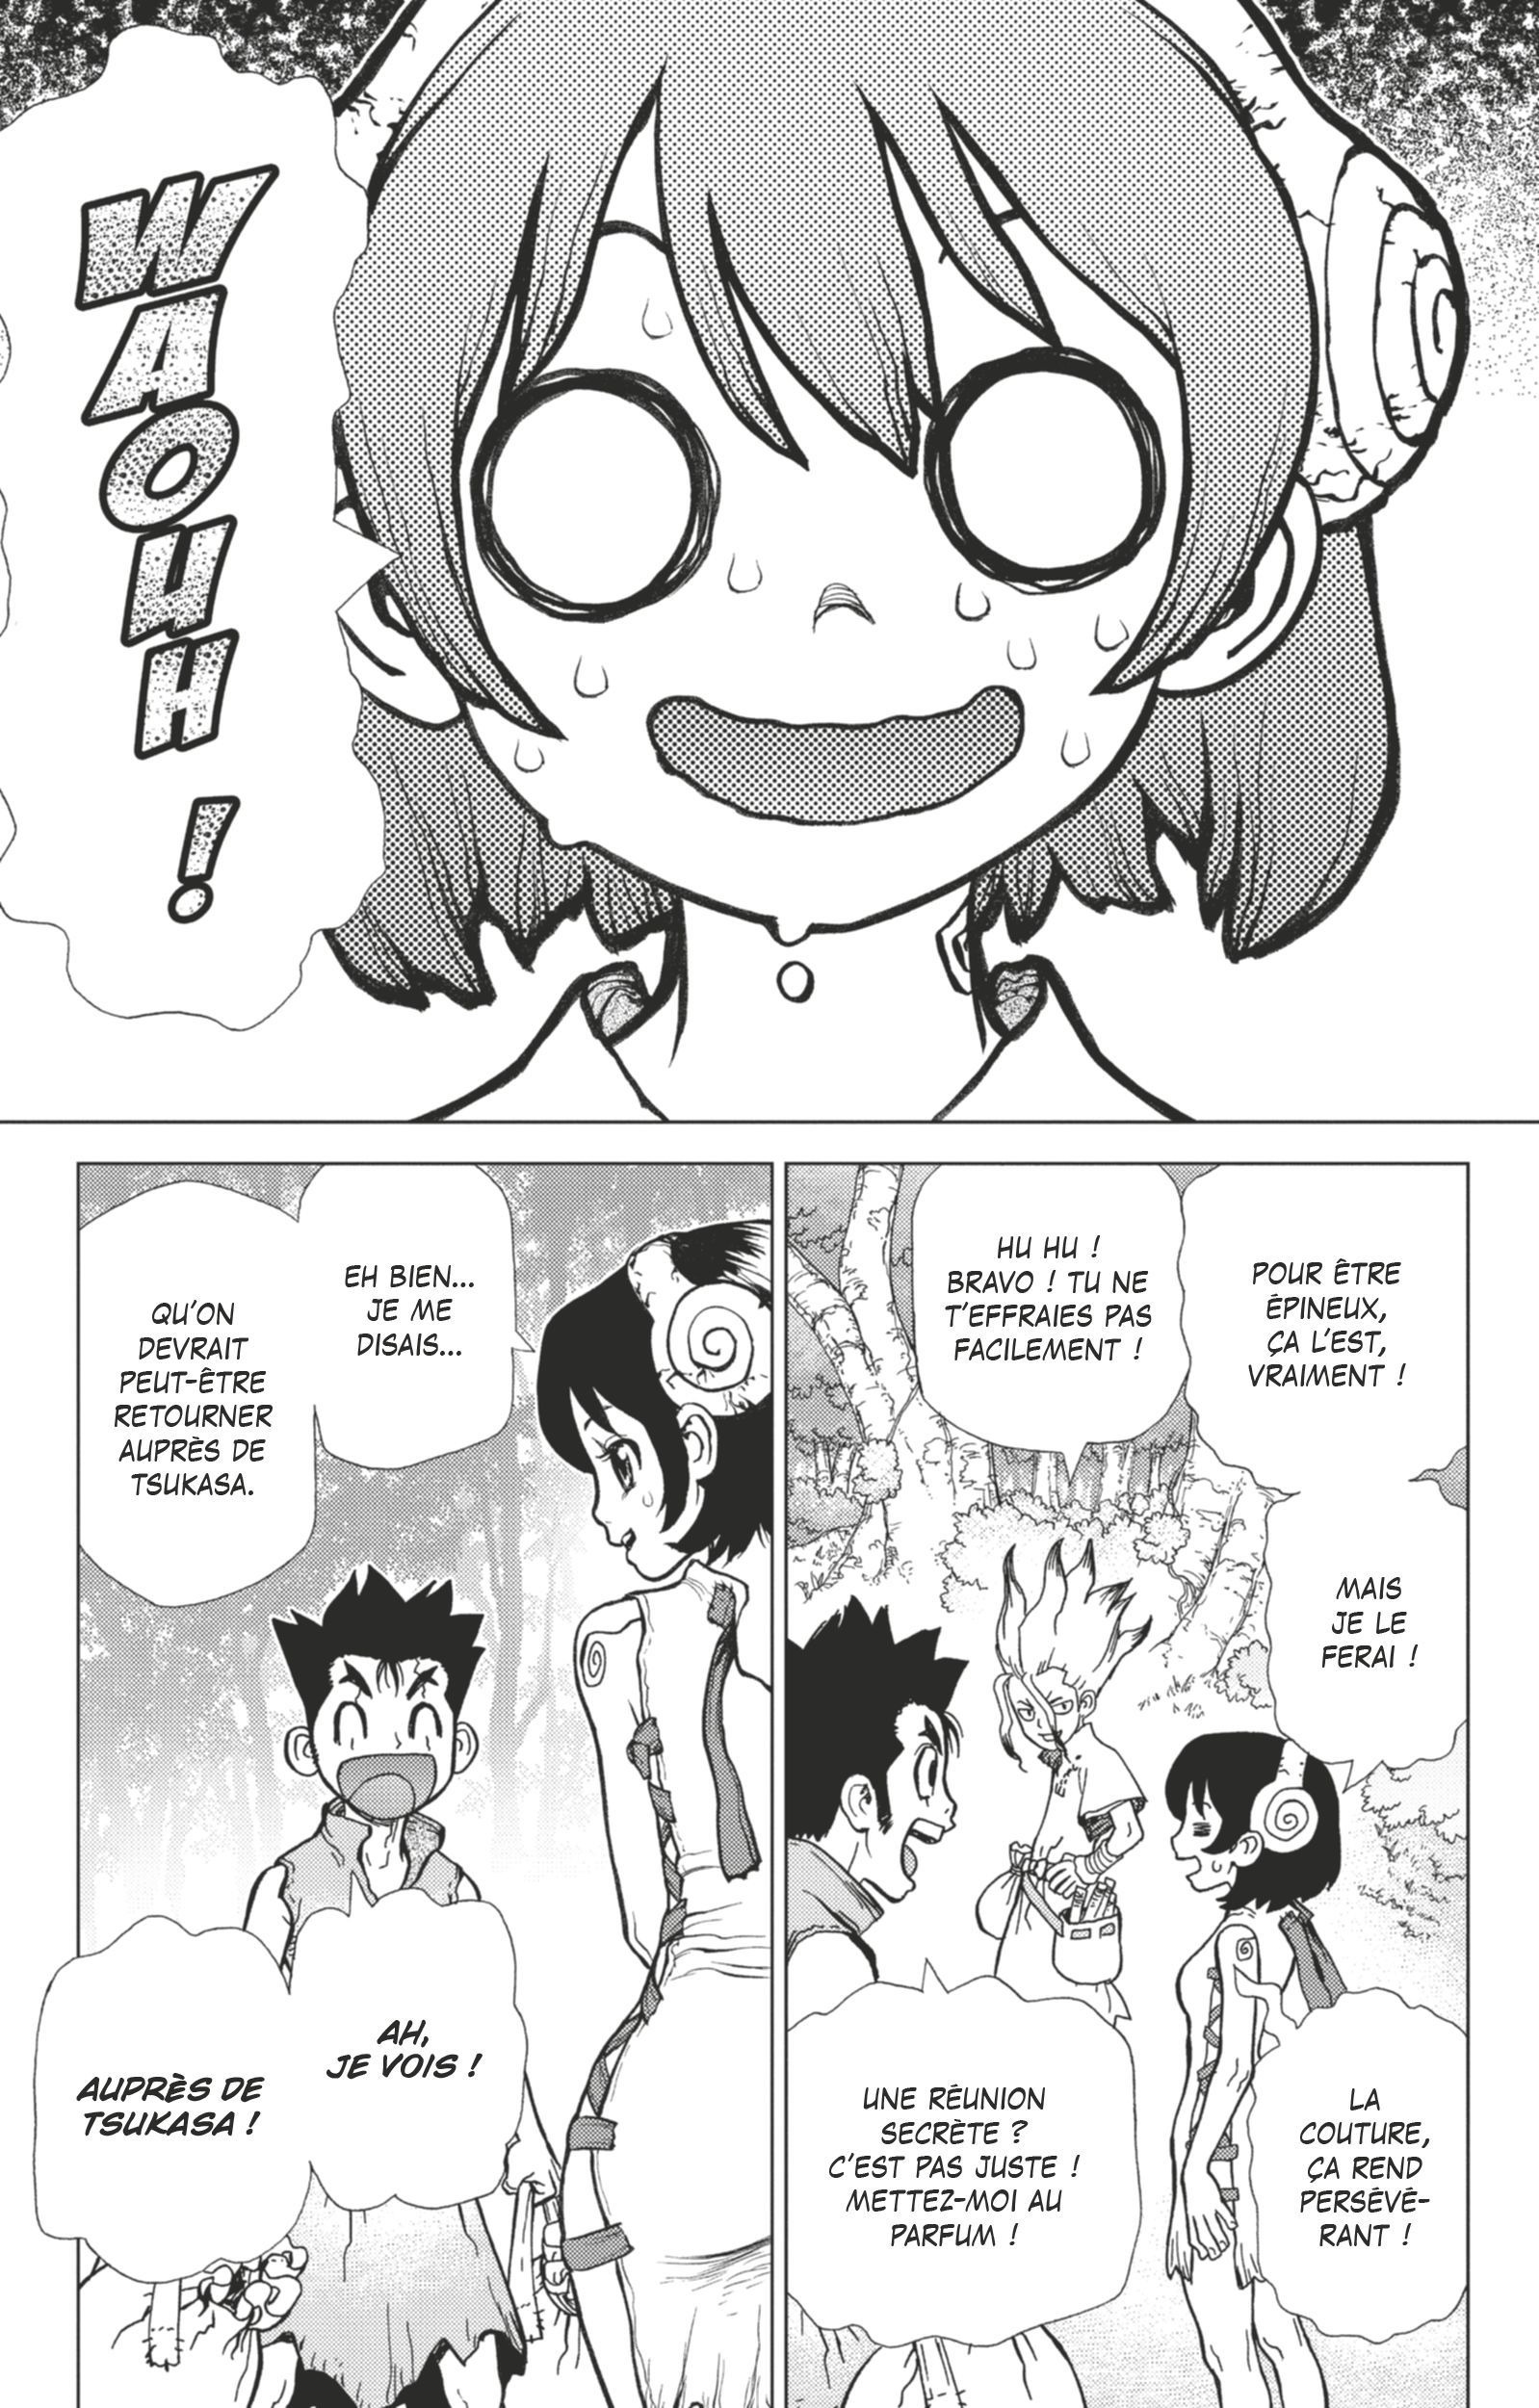 WAOUH !
POUR ÊTRE
ÉPINEUX,
ÇA L'EST,
VRAIMENT !
HU HU !
BRAVO ! TU NE
T'EFFRAIES PAS
FACILEMENT !
MAIS
JE LE
FERAI !
LA
COUTURE,
ÇA REND
PERSÉVÉ-
RANT !
UNE RÉUNION
SECRÈTE ?
C'EST PAS JUSTE !
METTEZ-MOI AU
PARFUM !
EH BIEN...
JE ME
DISAIS...
QU'ON
DEVRAIT
PEUT-ÊTRE
RETOURNER
AUPRÈS DE
TSUKASA.
AH,
JE VOIS !
AUPRÈS DE
TSUKASA !